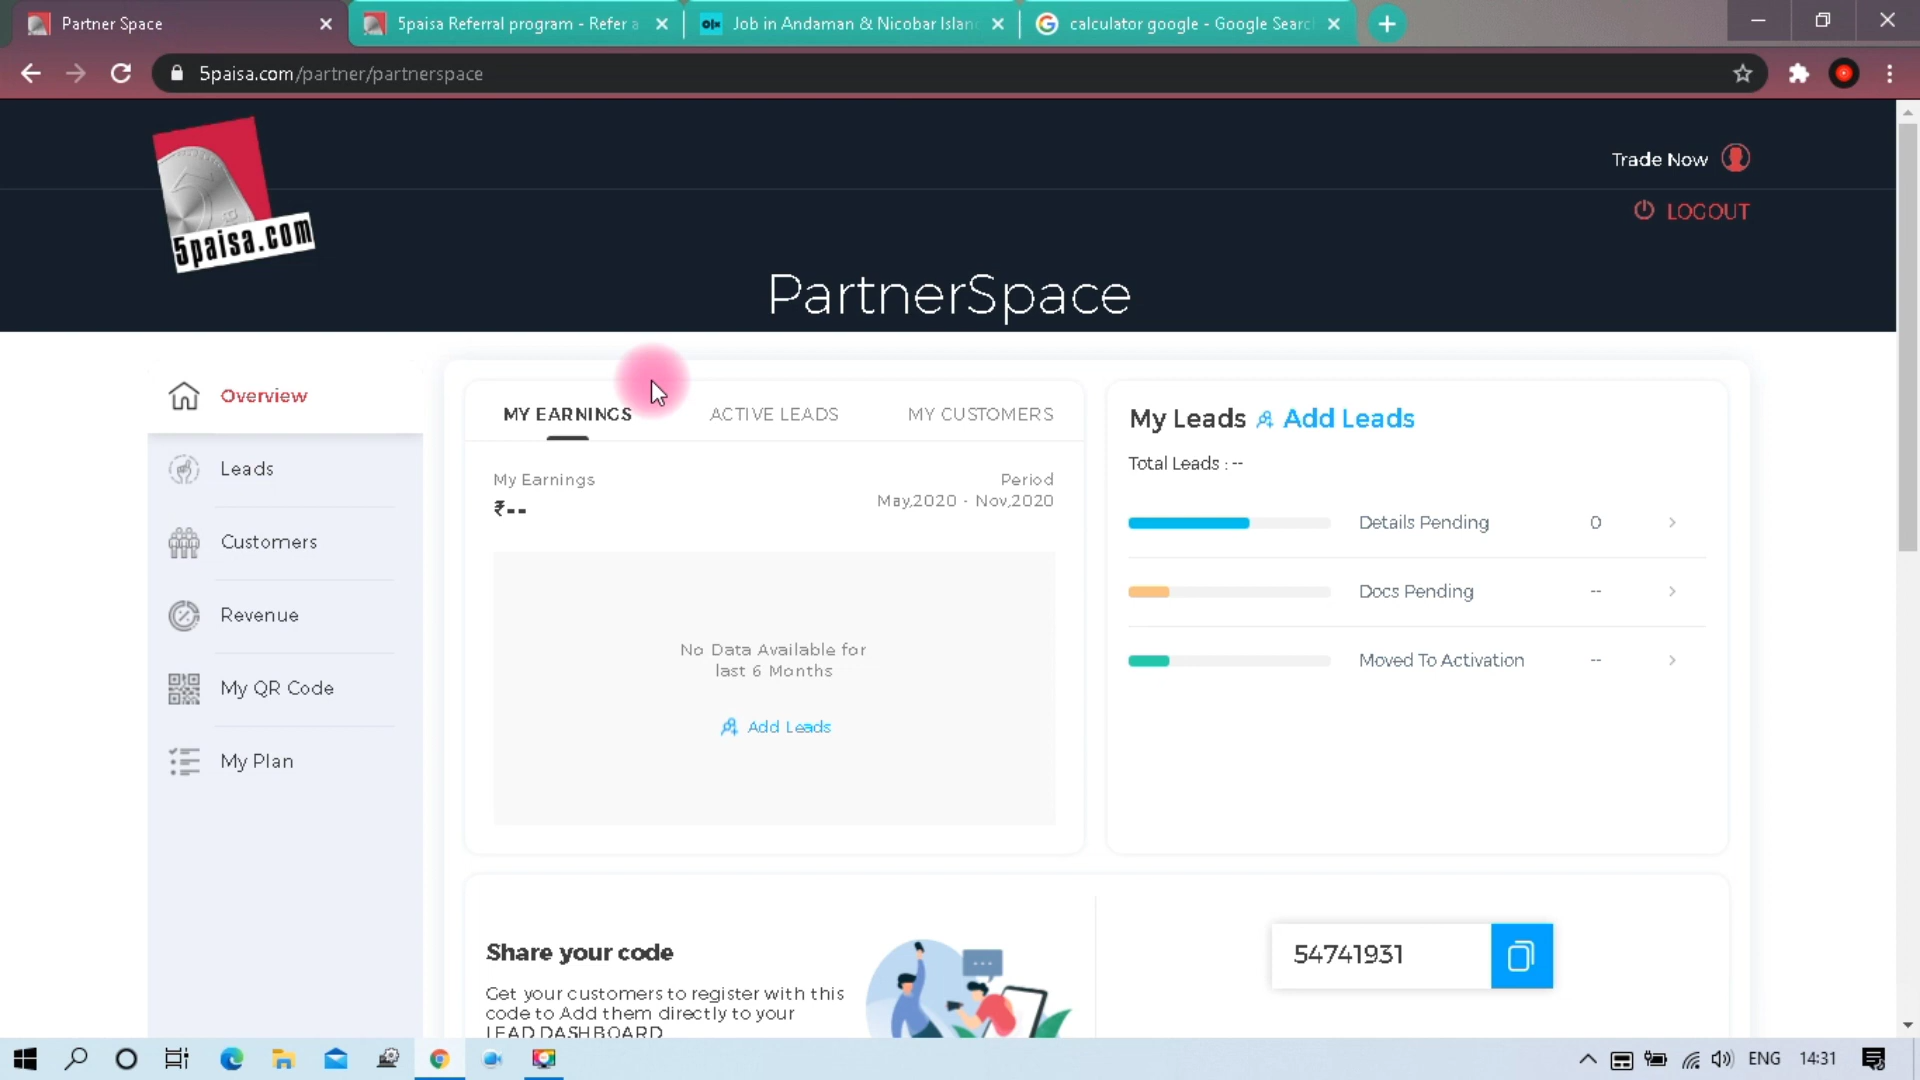 Partner Space
5paisa Referral program - Refer a
olx
Job in Andaman & Nicobar Islan
calculator google - Google Searc
5paisa.com/partner/partnerspace
5paisa.com
Trade Now
LOGOUT
PartnerSpace
Overview
Leads
Customers
Revenue
My QR Code
My Plan
MY EARNINGS
ACTIVE LEADS
MY CUSTOMERS
My Earnings
₹--
Period
May,2020 - Nov,2020
No Data Available for
last 6 Months
Add Leads
My Leads
Add Leads
Total Leads : --
Details Pending
0
Docs Pending
--
Moved To Activation
--
Share your code
Get your customers to register with this
code to Add them directly to your
LEAD DASHBOARD
54741931
ENG
14:31